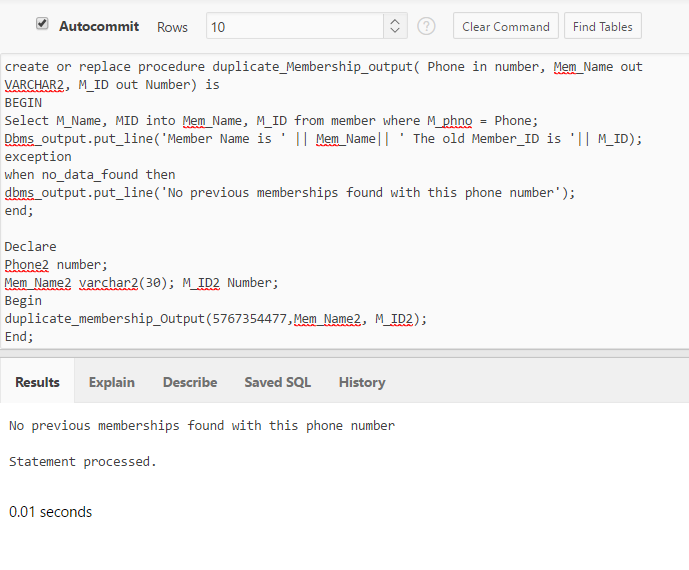 Autocommit Rows 10 ? Clear Command Find Tables
create or replace procedure duplicate_Membership_output( Phone in number, Mem_Name out
VARCHAR2, M_ID out Number) is
BEGIN
Select M_Name, MID into Mem_Name, M_ID from member where M_phno = Phone;
Dbms_output.put_line('Member Name is ' || Mem_Name|| ' The old Member_ID is '|| M_ID);
exception
when no_data_found then
dbms_output.put_line('No previous memberships found with this phone number');
end;
Declare
Phone2 number;
Mem_Name2 varchar2(30); M_ID2 Number;
Begin
duplicate_membership_Output(5767354477,Mem_Name2, M_ID2);
End;
Results Explain Describe Saved SQL History
No previous memberships found with this phone number
Statement processed.
0.01 seconds